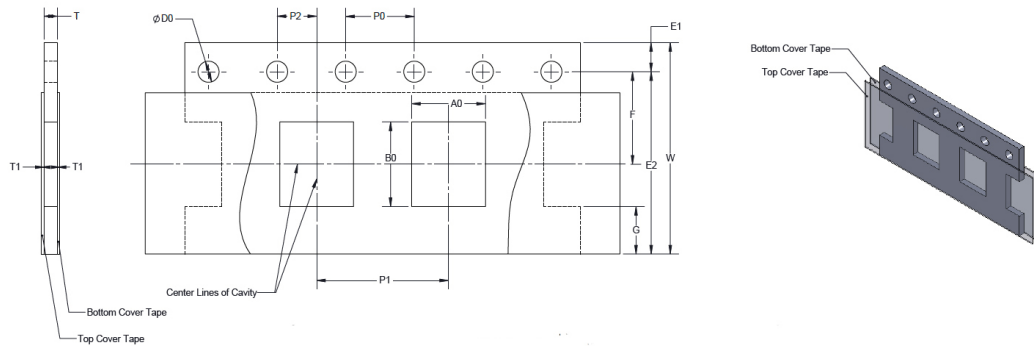 T
ϕD0
P2
P0
E1
Bottom Cover Tape
Top Cover Tape
A0
F
W
B0
T1
T1
E2
G
P1
Center Lines of Cavity
Bottom Cover Tape
Top Cover Tape